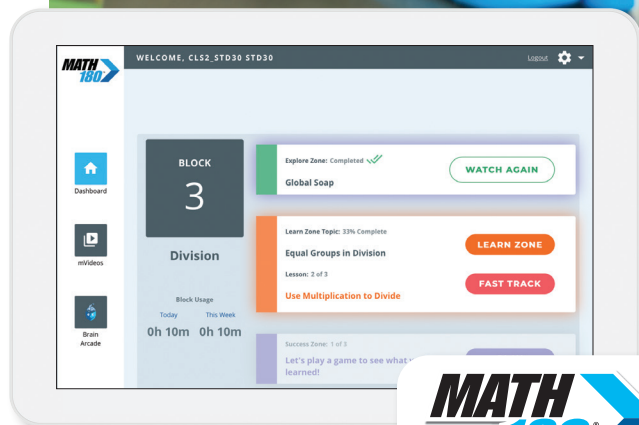 MATH
180
WELCOME, CLS2_STD30 STD30
Logout
Dashboard
mVideos
Brain
Arcade
BLOCK
3
Division
Block Usage
Today This Week
0h 10m 0h 10m
Explore Zone: Completed
Global Soap
WATCH AGAIN
Learn Zone Topic: 33% Complete
Equal Groups in Division
LEARN ZONE
Lesson: 2 of 3
Use Multiplication to Divide
FAST TRACK
Success Zone: 1 of 3
Let's play a game to see what
learned!
MATH
180®